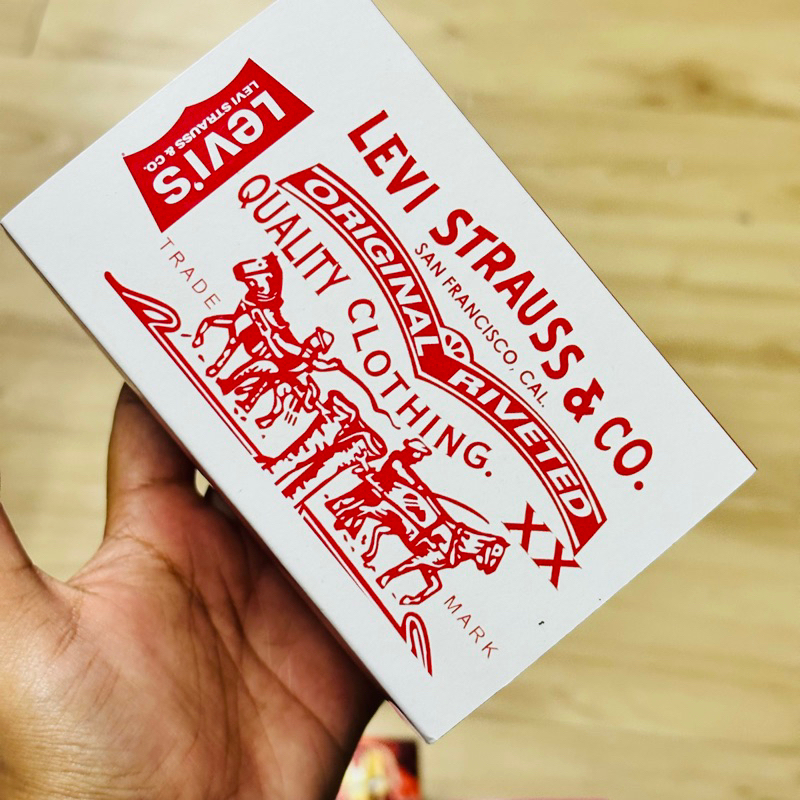 Levi's
LEVI STRAUSS & CO.
LEVI STRAUSS & CO.
SAN FRANCISCO, CAL.
ORIGINAL RIVETED
QUALITY CLOTHING.
XX
TRADE MARK